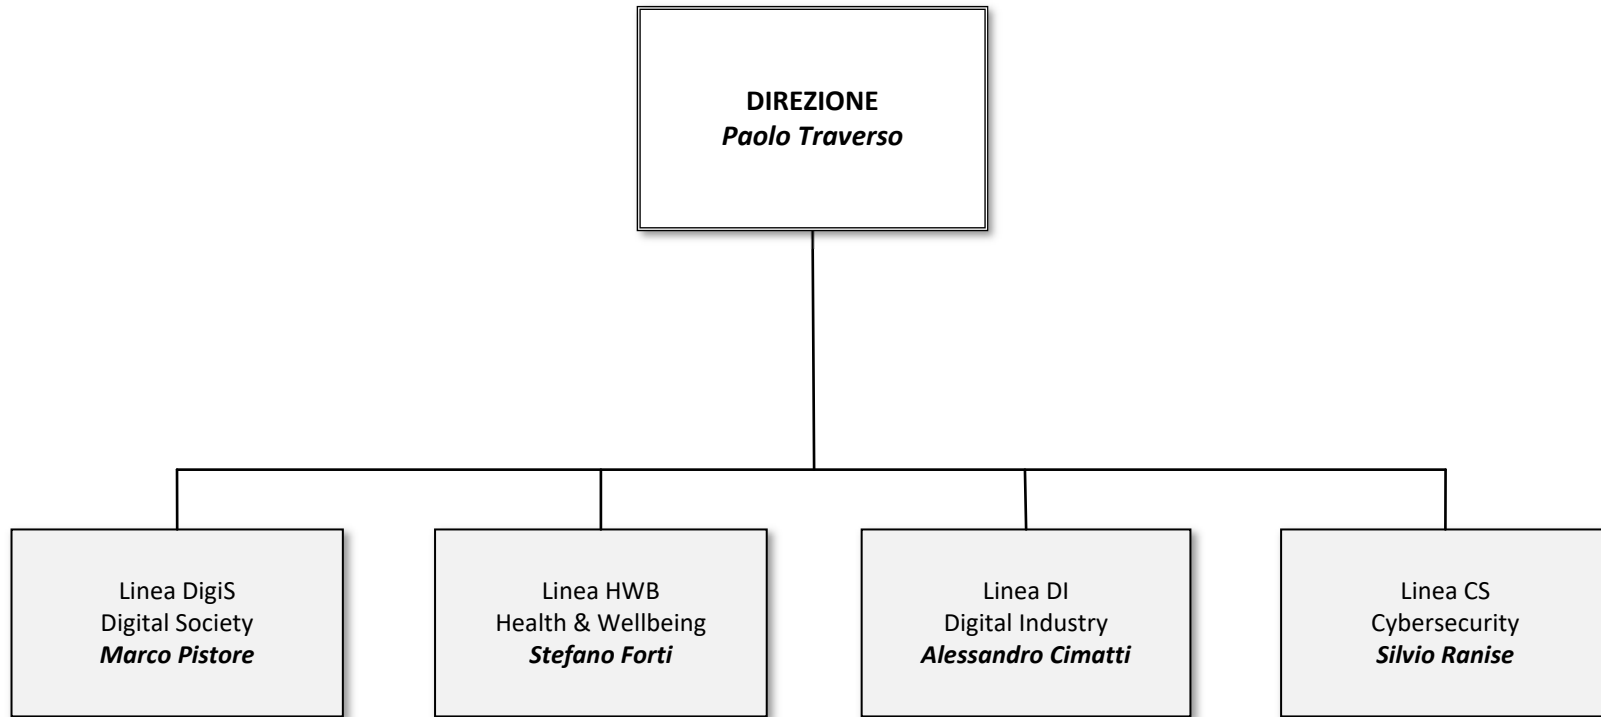 DIREZIONE
Paolo Traverso
Linea DigiS
Digital Society
Marco Pistore
Linea HWB
Health & Wellbeing
Stefano Forti
Linea DI
Digital Industry
Alessandro Cimatti
Linea CS
Cybersecurity
Silvio Ranise